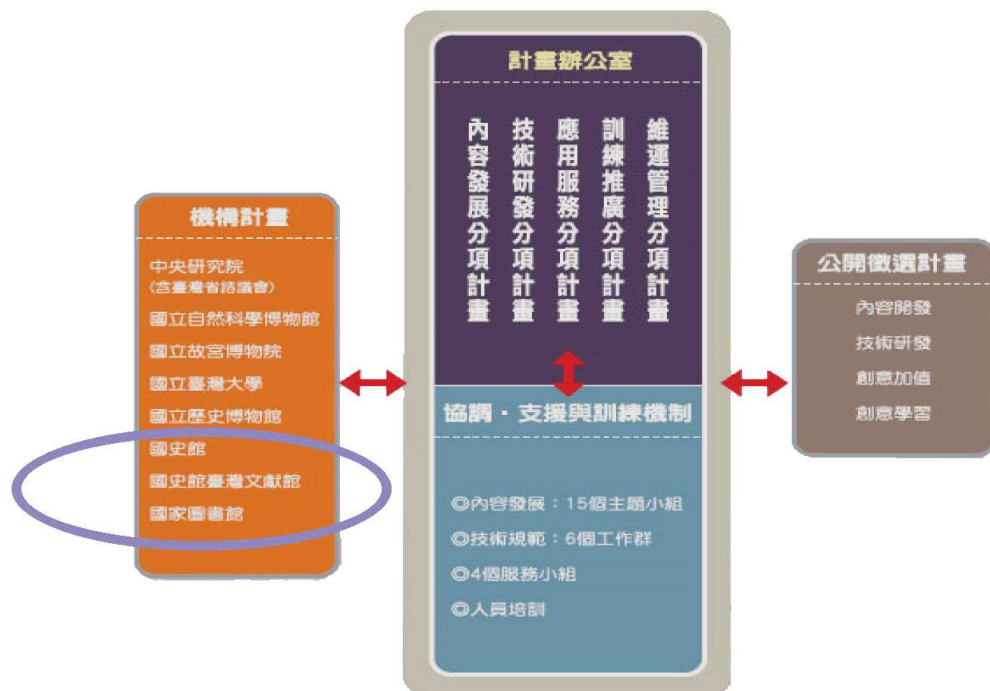 機構計畫
中央研究院
(含臺灣省諮議會)
國立自然科學博物館
國立故宮博物院
國立臺灣大學
國立歷史博物館
國史館
國史館臺灣文獻館
國家圖書館
計畫辦公室
內容發展分項計畫
技術研發分項計畫
應用服務分項計畫
訓練推廣分項計畫
維運管理分項計畫
協調・支援與訓練機制
◎內容發展：15個主題小組
◎技術規範：6個工作群
◎4個服務小組
◎人員培訓
公開徵選計畫
內容開發
技術研發
創意加值
創意學習